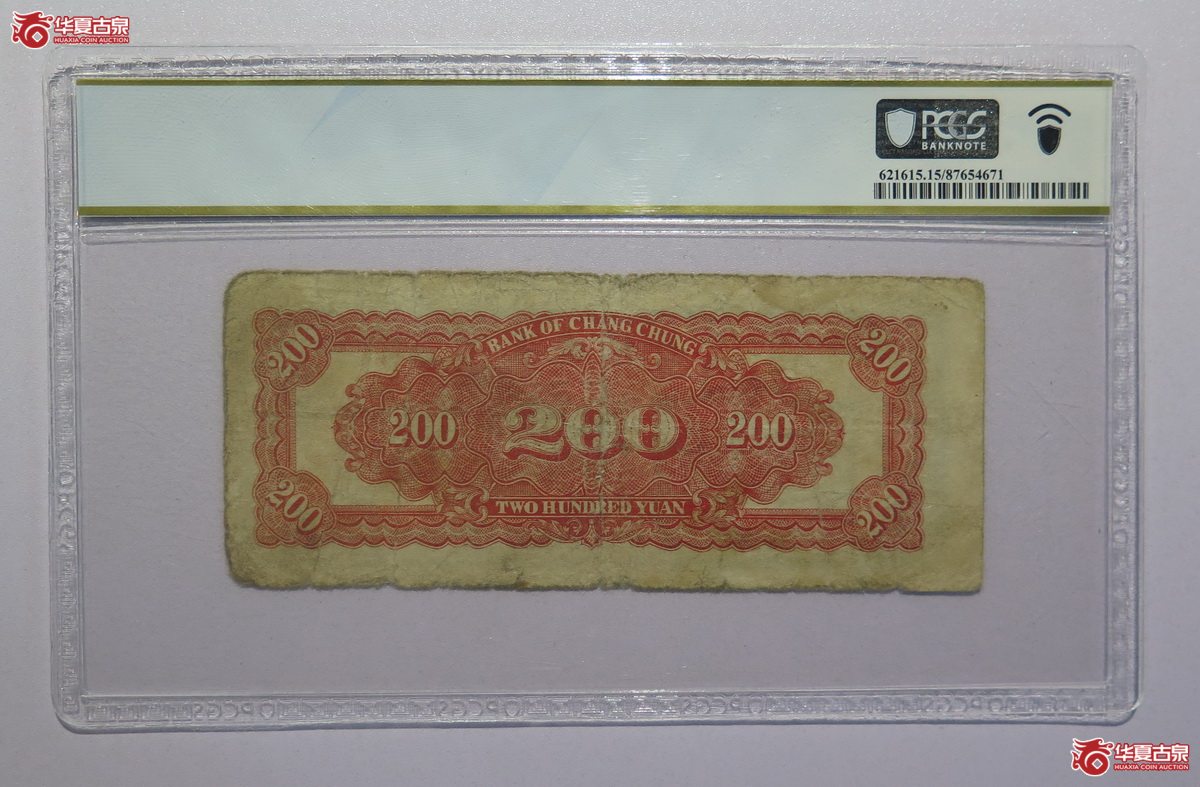 华夏古泉
HUAXIA COIN AUCTION
PCGS
BANKNOTE
621615.15/87654671
BANK OF CHANG CHUNG
200
200
200
200
200
200
200
TWO HUNDRED YUAN
华夏古泉
HUAXIA COIN AUCTION